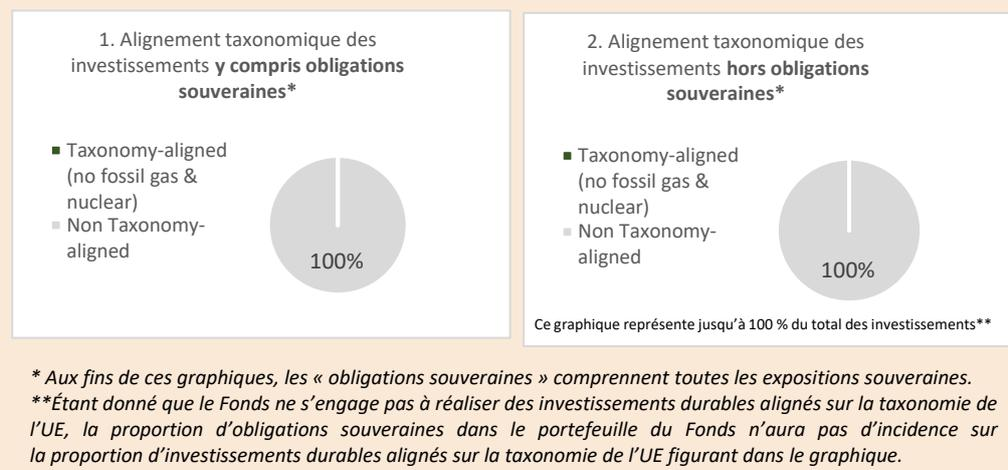 1. Alignement taxonomique des
investissements y compris obligations
souveraines*
Taxonomy-aligned
(no fossil gas &
nuclear)
Non Taxonomy-
aligned
100%
2. Alignement taxonomique des
investissements hors obligations
souveraines*
Taxonomy-aligned
(no fossil gas &
nuclear)
Non Taxonomy-
aligned
100%
Ce graphique représente jusqu'à 100 % du total des investissements**
* Aux fins de ces graphiques, les « obligations souveraines » comprennent toutes les expositions souveraines.
**Étant donné que le Fonds ne s'engage pas à réaliser des investissements durables alignés sur la taxonomie de
l'UE, la proportion d'obligations souveraines dans le portefeuille du Fonds n'aura pas d'incidence sur
la proportion d'investissements durables alignés sur la taxonomie de l'UE figurant dans le graphique.